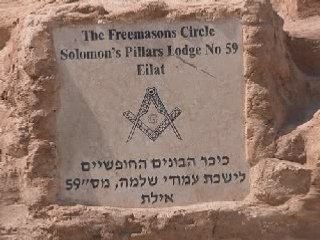 The Freemasons Circle
Solomon's Pillars Lodge No 59
Eilat
G
כיכר הבונים החופשיים
לישכת עמודי שלמה, מס״59
אילת